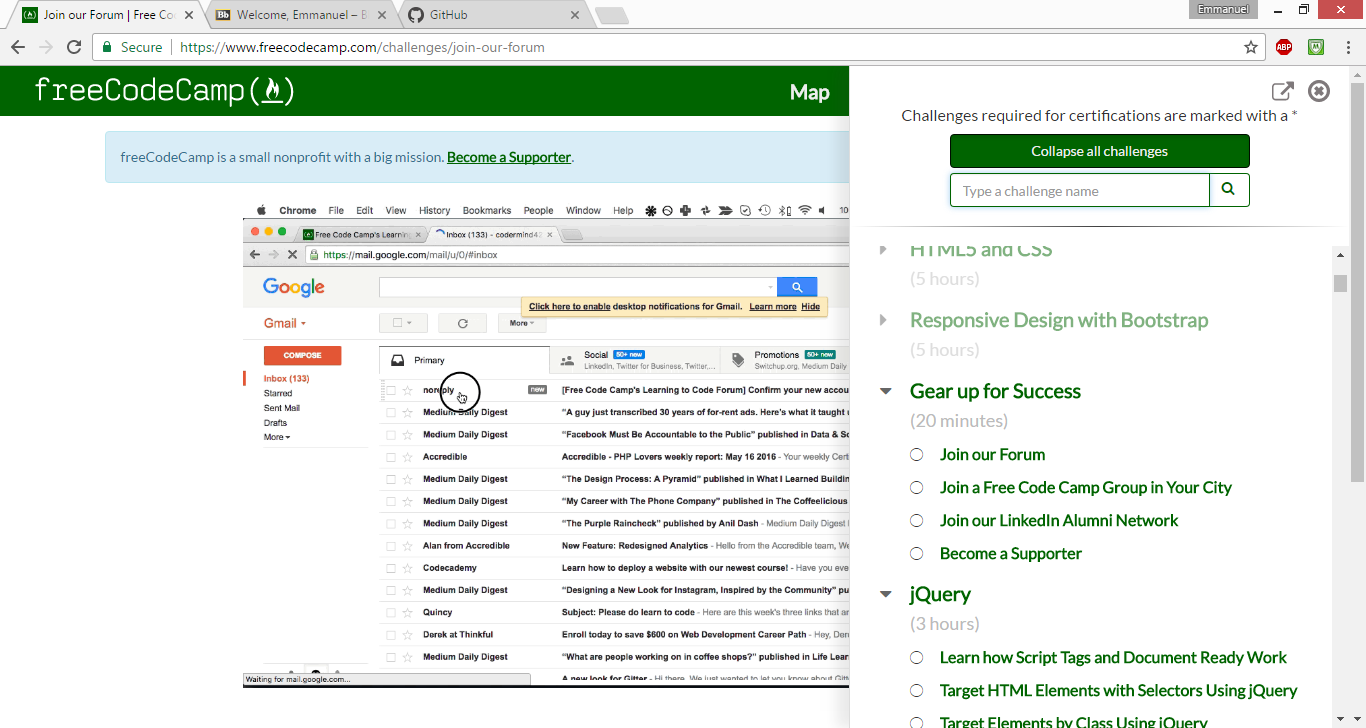 Join our Forum | Free Co
Welcome, Emmanuel – B
GitHub
Emmanuel
Secure
https://www.freecodecamp.com/challenges/join-our-forum
ABP
freeCodeCamp
Map
freeCodeCamp is a small nonprofit with a big mission. Become a Supporter.
Chrome File Edit View History Bookmarks People Window Help 10
Free Code Camp's Learning
Inbox (133) - codermind4
https://mail.google.com/mail/u/0/#inbox
Google
Click here to enable desktop notifications for Gmail. Learn more Hide
Gmail
More
COMPOSE
Inbox (133)
Starred
Sent Mail
Drafts
More
Primary
Social 50+ new
LinkedIn, Twitter for Business, Twitter,...
Promotions 50+ new
Switchup.org, Medium Daily
noreply new [Free Code Camp's Learning to Code Forum] Confirm your new accou
Medium Daily Digest "A guy just transcribed 30 years of for-rent ads. Here's what it taught u
Medium Daily Digest "Facebook Must Be Accountable to the Public" published in Data & So
Accredible Accredible - PHP Lovers weekly report: May 16 2016 - Your weekly Cert
Medium Daily Digest "The Design Process: A Pyramid" published in What I Learned Buildin
Medium Daily Digest "My Career with The Phone Company" published in The Coffeelicious
Medium Daily Digest "The Purple Raincheck" published by Anil Dash - Medium Daily Digest
Alan from Accredible New Feature: Redesigned Analytics - Hello from the Accredible team, We
Codecademy Learn how to deploy a website with our newest course! - Have you eve
Medium Daily Digest "Designing a New Look for Instagram, Inspired by the Community" pu
Quincy Subject: Please do learn to code - Here are this week's three links that ar
Derek at Thinkful Enroll today to save $600 on Web Development Career Path - Hey, Der
Medium Daily Digest "What are people working on in coffee shops?" published in Life Lear
A new look for Gitter - Hi there, We just wanted to let you know about Gitt
Waiting for mail.google.com...
Challenges required for certifications are marked with a *
Collapse all challenges
Type a challenge name
HTML5 and CSS
(5 hours)
Responsive Design with Bootstrap
(5 hours)
Gear up for Success
(20 minutes)
Join our Forum
Join a Free Code Camp Group in Your City
Join our LinkedIn Alumni Network
Become a Supporter
jQuery
(3 hours)
Learn how Script Tags and Document Ready Work
Target HTML Elements with Selectors Using jQuery
Target Elements by Class Using jQuery